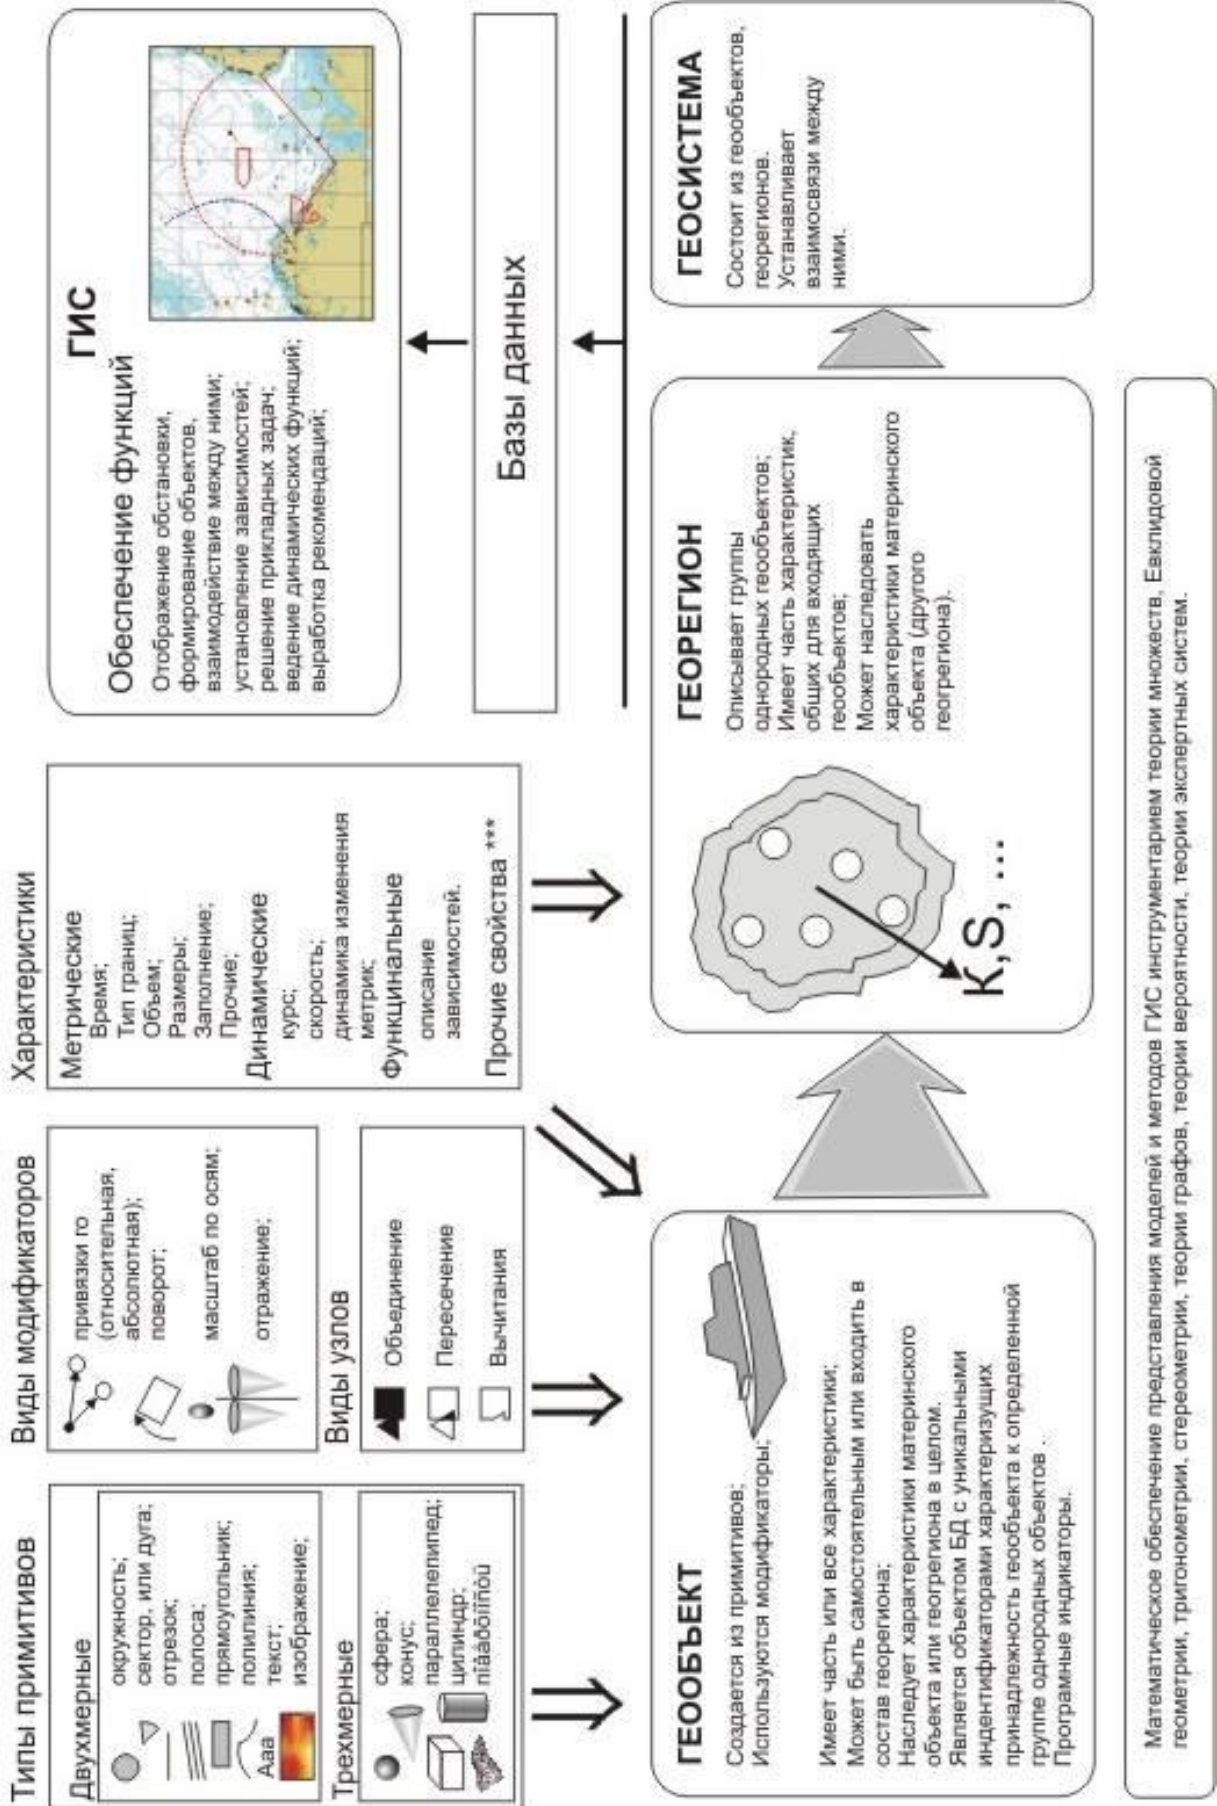 Типы примитивов
Двухмерные
окружность;
сектор, или дуга;
отрезок;
полоса;
прямоугольник;
полилиния;
Ааа
текст;
изображение;
Трехмерные
сфера;
конус;
параллелепипед;
цилиндр;
ïîâåðõíîñòü
Виды модификаторов
привязки го
(относительная,
абсолютная);
поворот;
масштаб по осям;
отражение;
Виды узлов
Объединение
Пересечение
Вычитания
Характеристики
Метрические
Время;
Тип границ;
Объем;
Размеры;
Заполнение;
Прочие;
Динамические
курс;
скорость;
динамика изменения
метрик;
Функцинальные
описание
зависимостей.
Прочие свойства ***
ГИС
Обеспечение функций
Отображение обстановки,
формирование объектов,
взаимодействие между ними;
установление зависимостей;
решение прикладных задач;
ведение динамических функций;
выработка рекомендаций;
Базы данных
ГЕООБЪЕКТ
Создается из примитивов;
Используются модификаторы;
Имеет часть или все характеристики;
Может быть самостоятельным или входить в
состав георегиона;
Наследует характеристики материнского
объекта или геогрегиона в целом.
Является объектом БД с уникальными
индентификаторами характеризущих
принадлежность геообъекта к определенной
группе однородных объектов .
Програмные индикаторы.
K,S, ...
ГЕОРЕГИОН
Описывает группы
однородных геообъектов;
Имеет часть характеристик,
общих для входящих
геообъектов;
Может наследовать
характеристики материнского
объекта (другого
геогрегиона).
ГЕОСИСТЕМА
Состоит из геообъектов,
георегионов.
Устанавливает
взаимосвязи между
ними.
Математическое обеспечение представления моделей и методов ГИС инструментарием теории множеств, Евклидовой
геометрии, тригонометрии, стереометрии, теории графов, теории вероятности, теории экспертных систем.